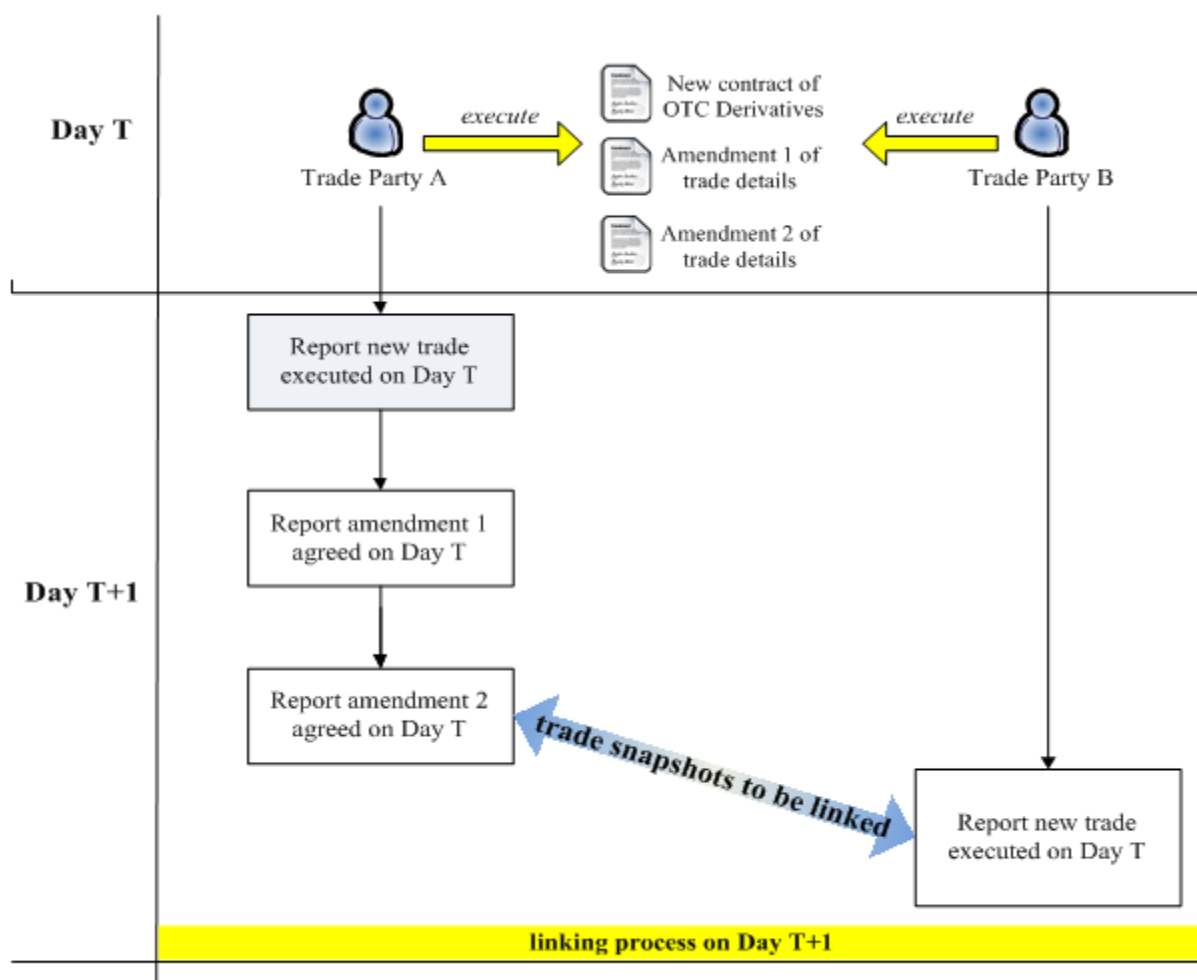 Day T
execute
Trade Party A
New contract of
OTC Derivatives
Amendment 1 of
trade details
Amendment 2 of
trade details
execute
Trade Party B
Day T+1
Report new trade
executed on Day T
Report amendment 1
agreed on Day T
Report amendment 2
agreed on Day T
trade snapshots to be linked
Report new trade
executed on Day T
linking process on Day T+1